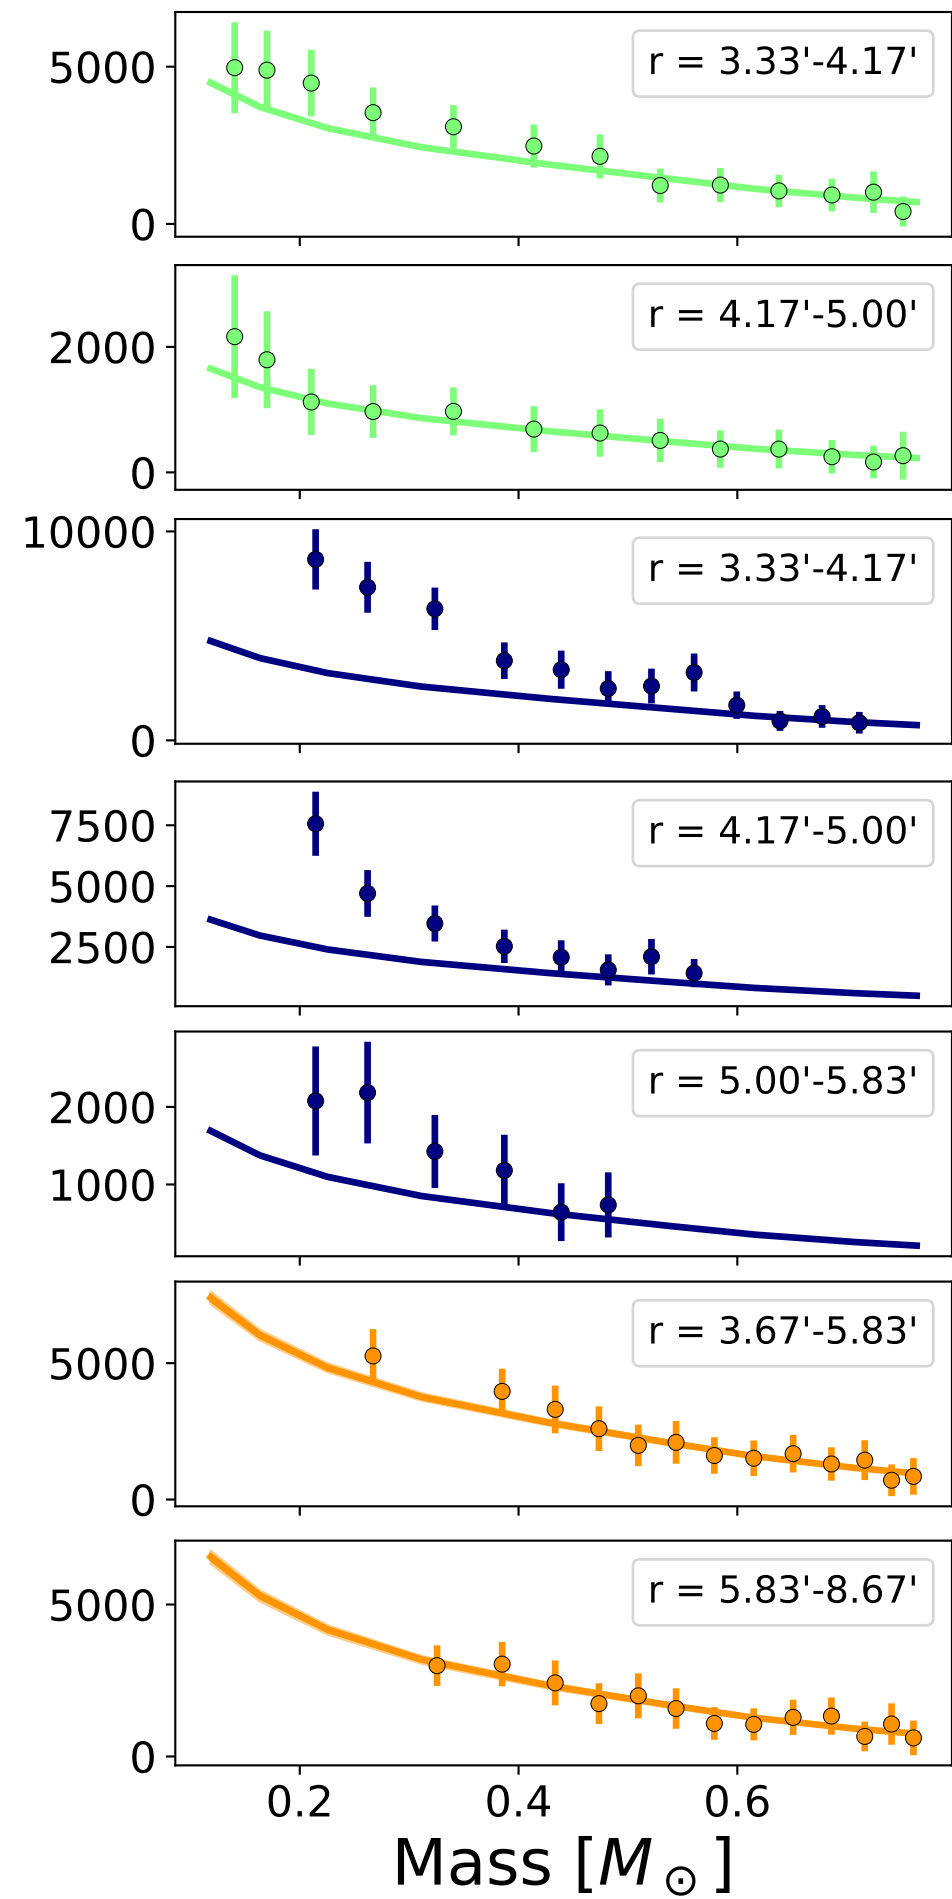 5000
r = 3.33'-4.17'
0
r = 4.17'-5.00'
2000
0
10000
r = 3.33'-4.17'
0
7500
r = 4.17'-5.00'
5000
2500
r = 5.00'-5.83'
2000
1000
r = 3.67'-5.83'
5000
0
r = 5.83'-8.67'
5000
0
0.2 0.4 0.6
Mass [M⊙]